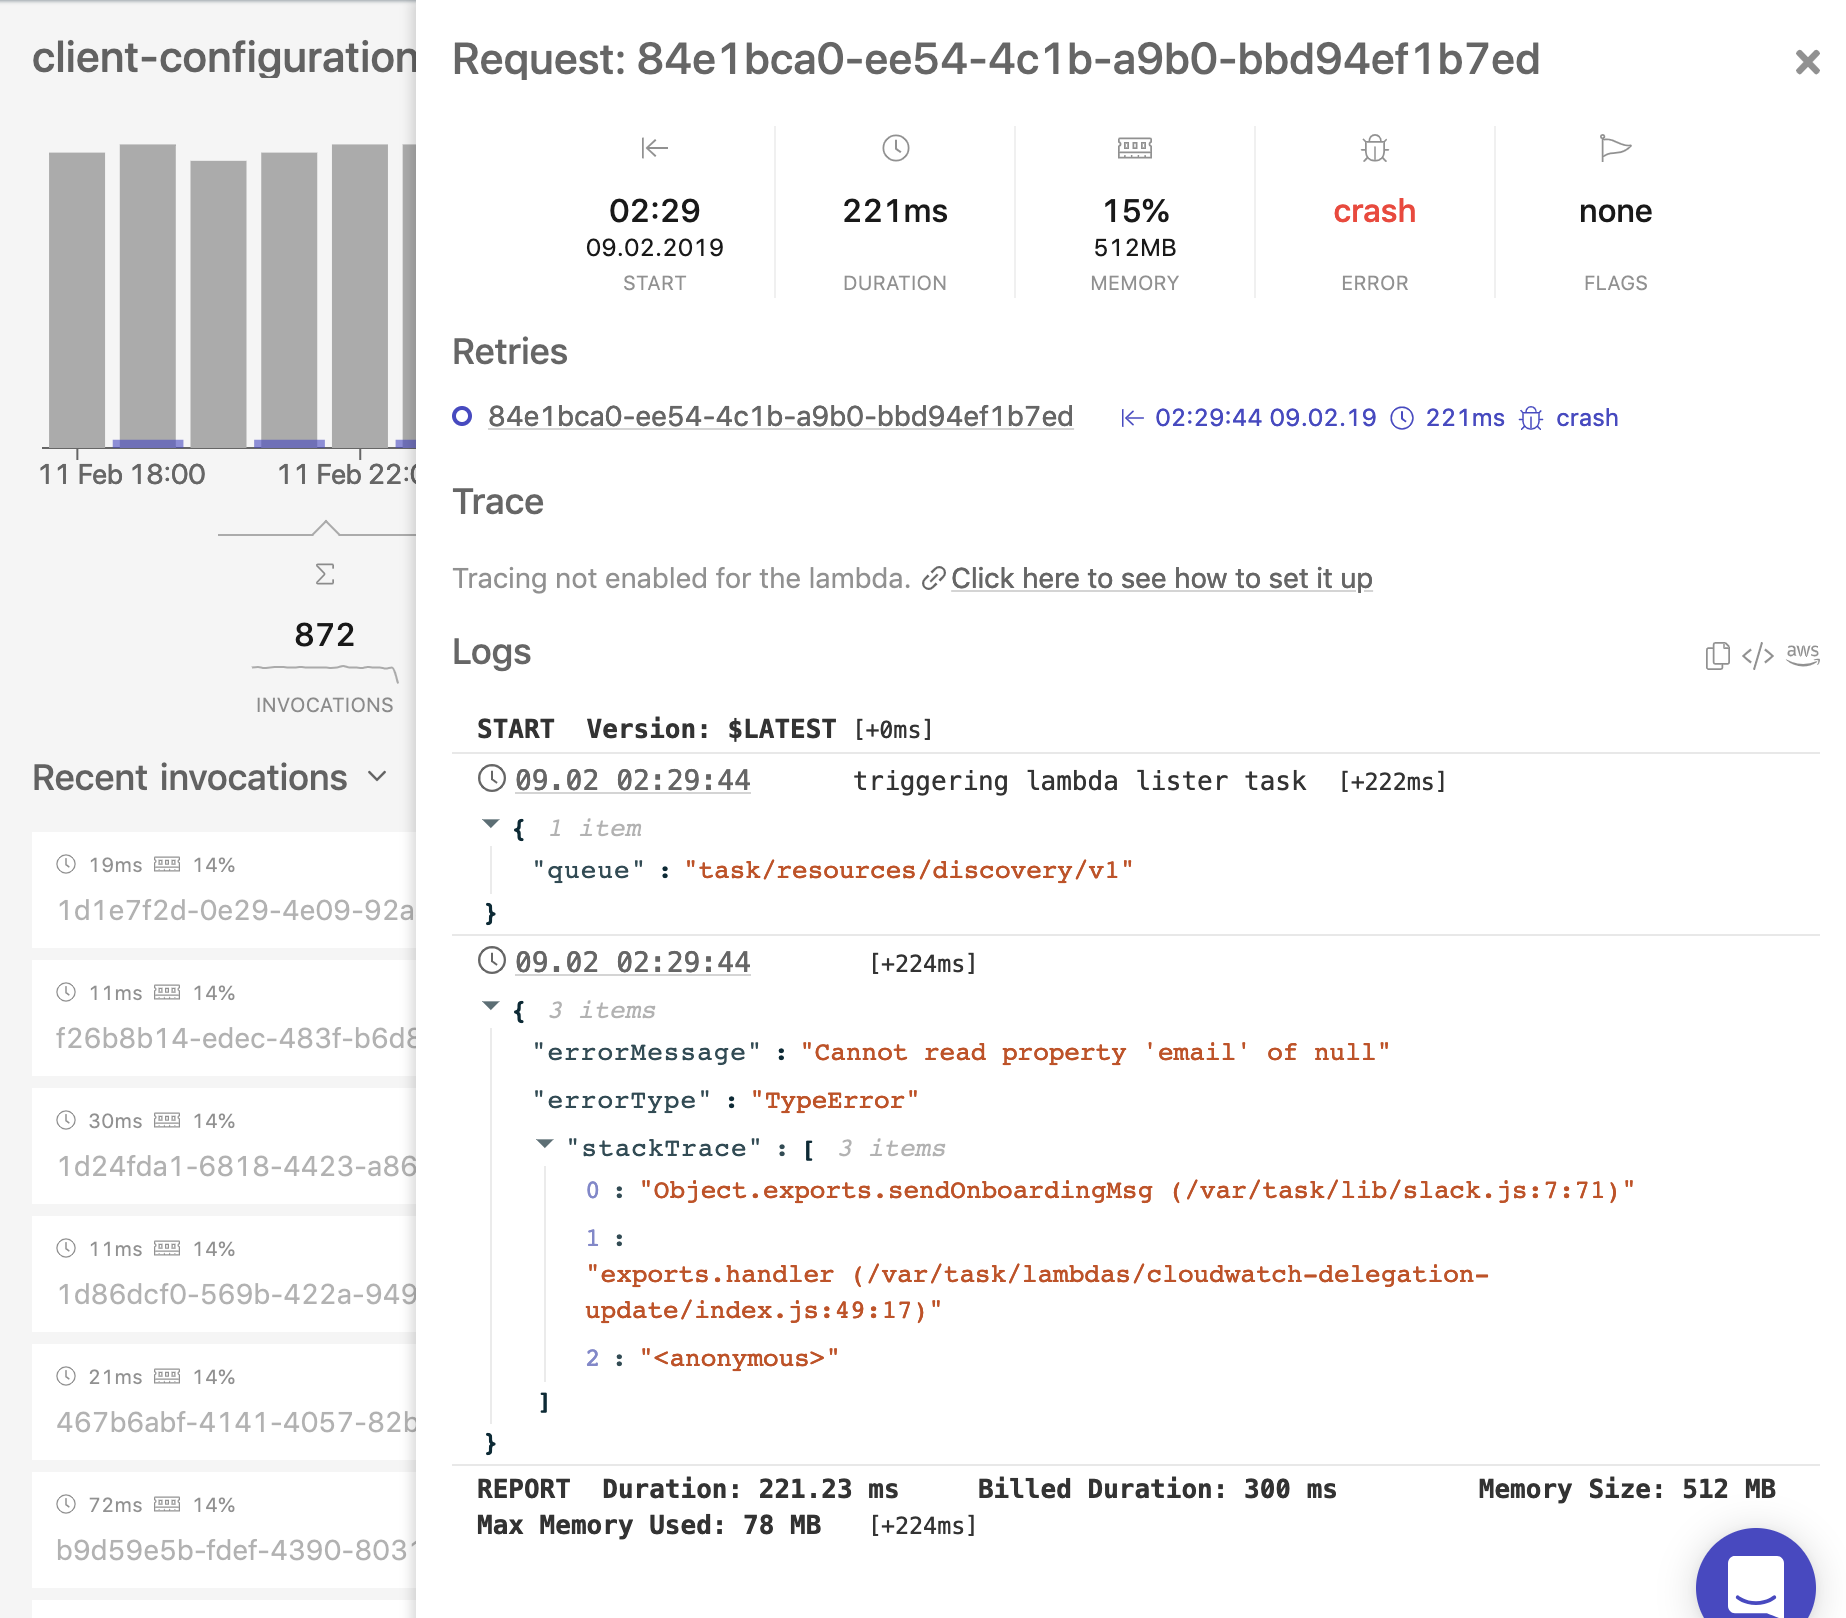 client-configuration
11 Feb 18:00
11 Feb 22:0
Σ
872
INVOCATIONS
Recent invocations
19ms 14%
1d1e7f2d-0e29-4e09-92a
11ms 14%
f26b8b14-edec-483f-b6d8
30ms 14%
1d24fda1-6818-4423-a86
11ms 14%
1d86dcf0-569b-422a-949
21ms 14%
467b6abf-4141-4057-82b
72ms 14%
b9d59e5b-fdef-4390-8031
Request: 84e1bca0-ee54-4c1b-a9b0-bbd94ef1b7ed
02:29
09.02.2019
START
221ms
DURATION
15%
512MB
MEMORY
crash
ERROR
none
FLAGS
Retries
84e1bca0-ee54-4c1b-a9b0-bbd94ef1b7ed 02:29:44 09.02.19 221ms crash
Trace
Tracing not enabled for the lambda. Click here to see how to set it up
Logs
</> aws
START Version: $LATEST [+0ms]
09.02 02:29:44 triggering lambda lister task [+222ms]
{ 1 item
"queue" : "task/resources/discovery/v1"
}
09.02 02:29:44 [+224ms]
{ 3 items
"errorMessage" : "Cannot read property 'email' of null"
"errorType" : "TypeError"
"stackTrace" : [ 3 items
0 : "Object.exports.sendOnboardingMsg (/var/task/lib/slack.js:7:71)"
1 :
"exports.handler (/var/task/lambdas/cloudwatch-delegation-
update/index.js:49:17)"
2 : "<anonymous>"
]
}
REPORT Duration: 221.23 ms Billed Duration: 300 ms Memory Size: 512 MB
Max Memory Used: 78 MB [+224ms]